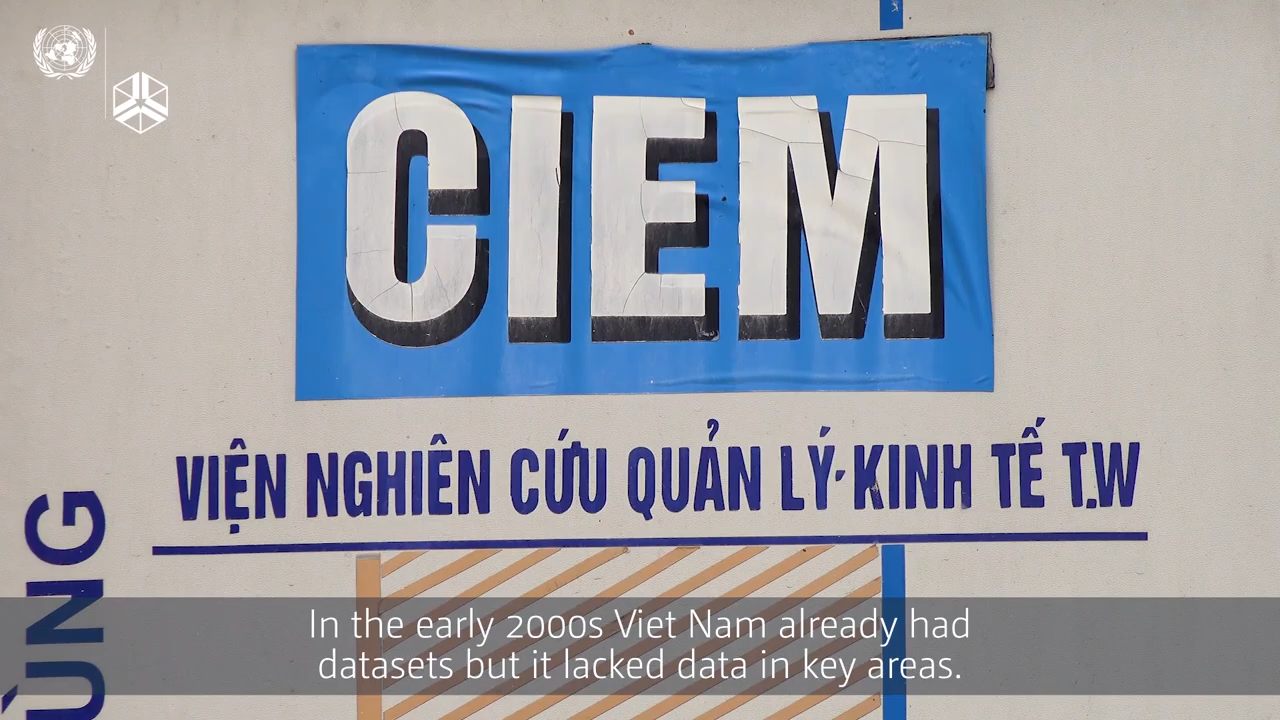 CIEM
VIỆN NGHIÊN CỨU QUẢN LÝ KINH TẾ T.W
ÙNG
In the early 2000s Viet Nam already had
datasets but it lacked data in key areas.